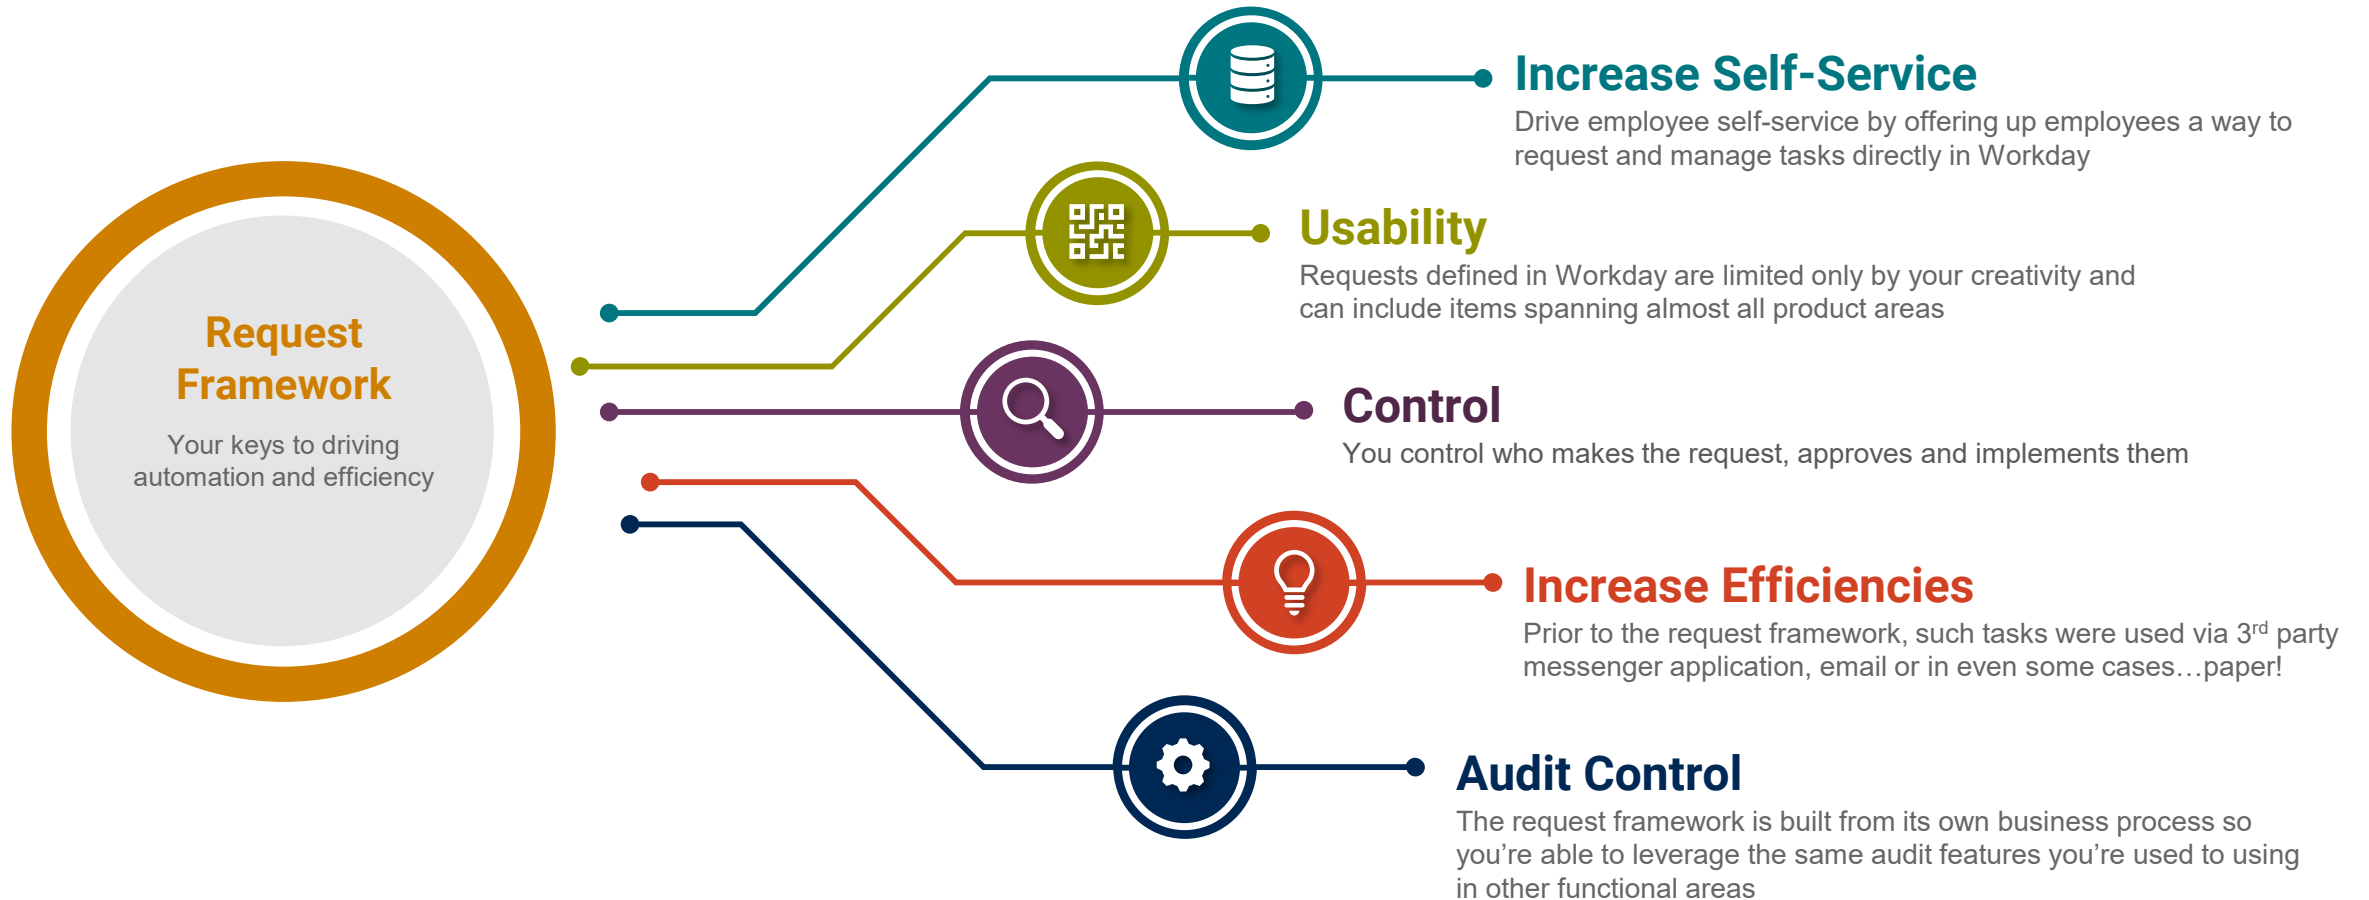 Request
Framework
Your keys to driving
automation and efficiency
Increase Self-Service
Drive employee self-service by offering up employees a way to
request and manage tasks directly in Workday
Usability
Requests defined in Workday are limited only by your creativity and
can include items spanning almost all product areas
Control
You control who makes the request, approves and implements them
Increase Efficiencies
Prior to the request framework, such tasks were used via 3rd party
messenger application, email or in even some cases…paper!
Audit Control
The request framework is built from its own business process so
you’re able to leverage the same audit features you’re used to using
in other functional areas